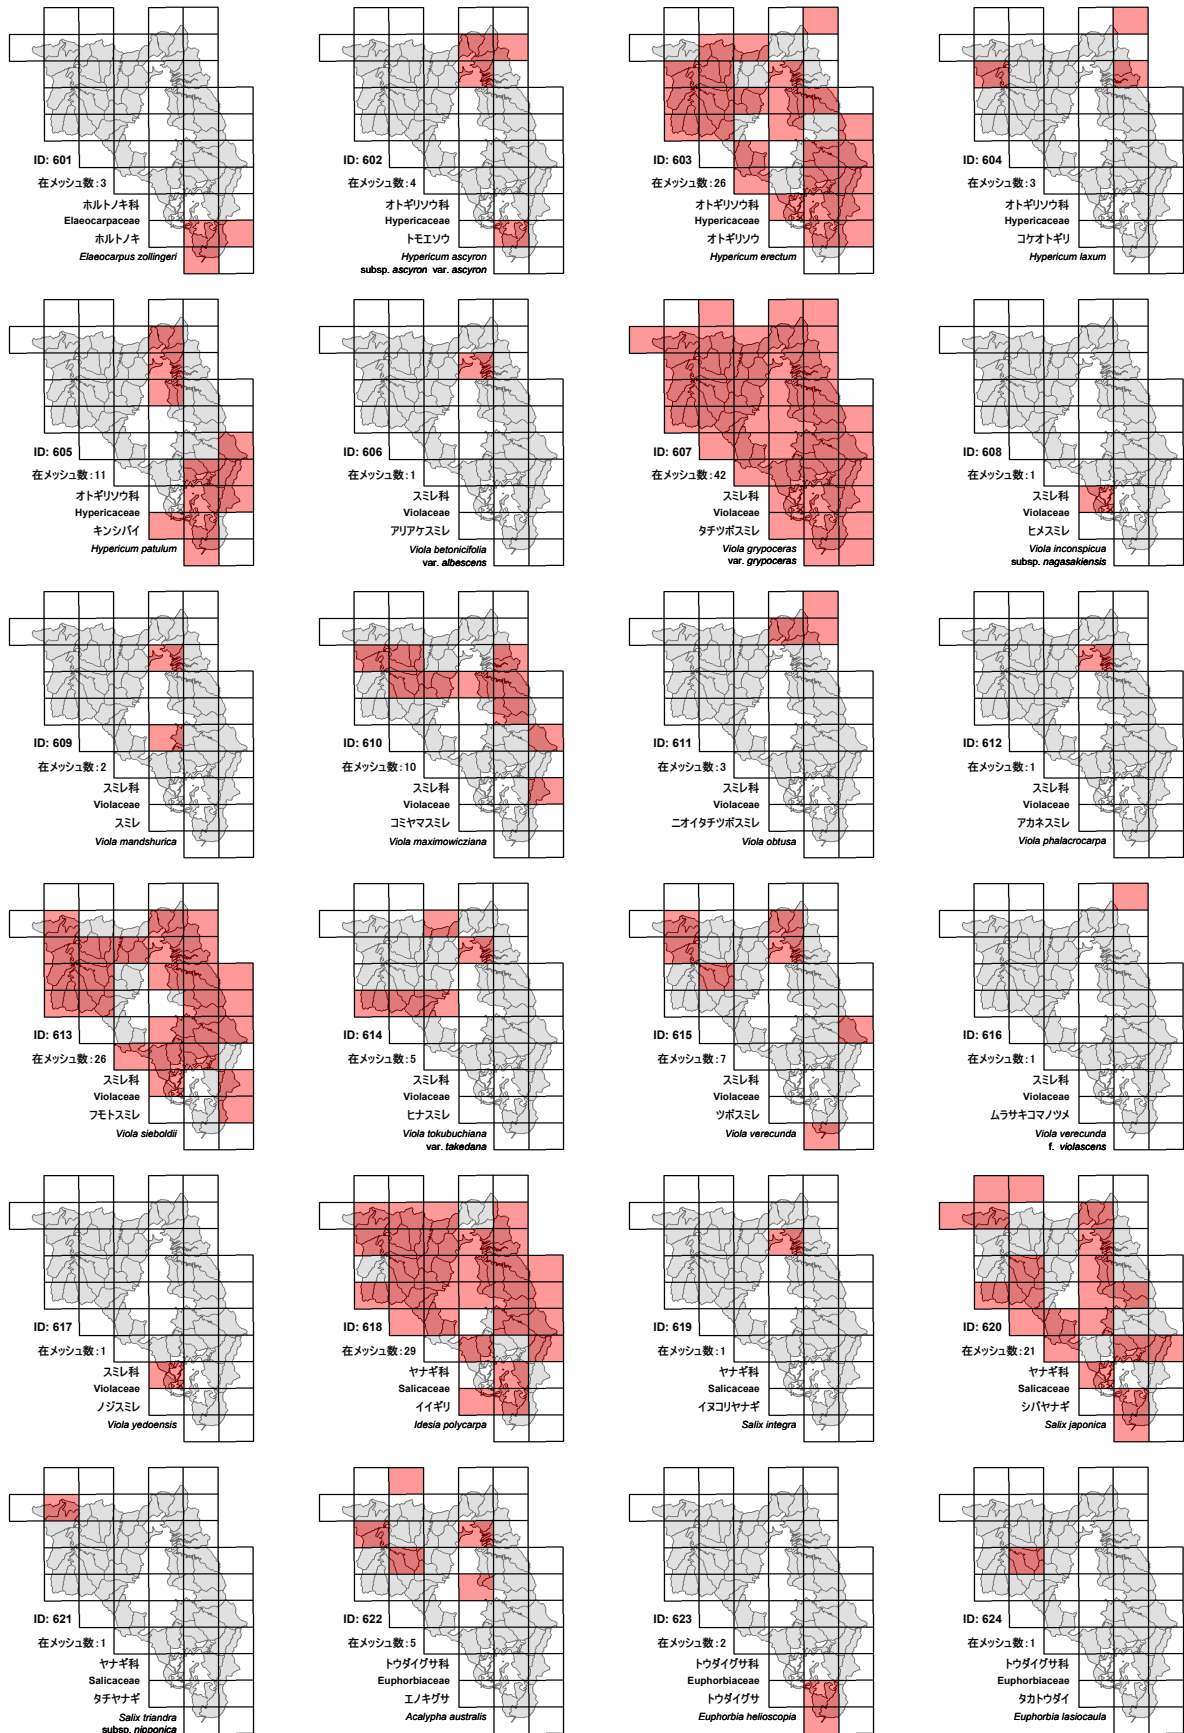 ID: 601
在メッシュ数:3
ホルトノキ科
Elaeocarpaceae
ホルトノキ
Elaeocarpus zollingeri
ID: 602
在メッシュ数:4
オトギリソウ科
Hypericaceae
トモエソウ
Hypericum ascyron
subsp. ascyron var. ascyron
ID: 603
在メッシュ数:26
オトギリソウ科
Hypericaceae
オトギリソウ
Hypericum erectum
ID: 604
在メッシュ数:3
オトギリソウ科
Hypericaceae
コケオトギリ
Hypericum laxum
ID: 605
在メッシュ数:11
オトギリソウ科
Hypericaceae
キンシバイ
Hypericum patulum
ID: 606
在メッシュ数:1
スミレ科
Violaceae
アリアケスミレ
Viola betonicifolia
var. albescens
ID: 607
在メッシュ数:42
スミレ科
Violaceae
タチツボスミレ
Viola grypoceras
var. grypoceras
ID: 608
在メッシュ数:1
スミレ科
Violaceae
ヒメスミレ
Viola inconspicua
subsp. nagasakiensis
ID: 609
在メッシュ数:2
スミレ科
Violaceae
スミレ
Viola mandshurica
ID: 610
在メッシュ数:10
スミレ科
Violaceae
コミヤマスミレ
Viola maximowicziana
ID: 611
在メッシュ数:3
スミレ科
Violaceae
ニオイタチツボスミレ
Viola obtusa
ID: 612
在メッシュ数:1
スミレ科
Violaceae
アカネスミレ
Viola phalacrocarpa
ID: 613
在メッシュ数:26
スミレ科
Violaceae
フモトスミレ
Viola sieboldii
ID: 614
在メッシュ数:5
スミレ科
Violaceae
ヒナスミレ
Viola tokubuchiana
var. takedana
ID: 615
在メッシュ数:7
スミレ科
Violaceae
ツボスミレ
Viola verecunda
ID: 616
在メッシュ数:1
スミレ科
Violaceae
ムラサキコマノツメ
Viola verecunda
f. violascens
ID: 617
在メッシュ数:1
スミレ科
Violaceae
ノジスミレ
Viola yedoensis
ID: 618
在メッシュ数:29
ヤナギ科
Salicaceae
イイギリ
Idesia polycarpa
ID: 619
在メッシュ数:1
ヤナギ科
Salicaceae
イヌコリヤナギ
Salix integra
ID: 620
在メッシュ数:21
ヤナギ科
Salicaceae
シバヤナギ
Salix japonica
ID: 621
在メッシュ数:1
ヤナギ科
Salicaceae
タチヤナギ
Salix triandra
subsp. nipponica
ID: 622
在メッシュ数:5
トウダイグサ科
Euphorbiaceae
エノキグサ
Acalypha australis
ID: 623
在メッシュ数:2
トウダイグサ科
Euphorbiaceae
トウダイグサ
Euphorbia helioscopia
ID: 624
在メッシュ数:1
トウダイグサ科
Euphorbiaceae
タカトウダイ
Euphorbia lasiocaula